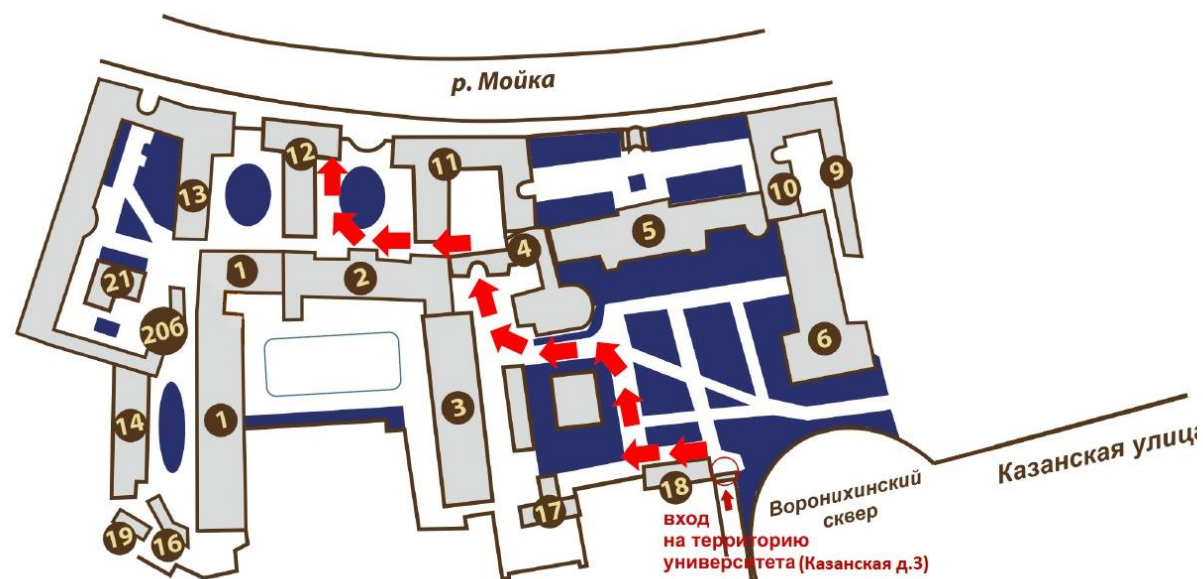 р. Мойка
12
11
9
13
10
5
4
1
2
21
20б
6
3
1
14
18
17
19
16
Казанская улица
Воронихинский
сквер
вход
на территорию
университета (Казанская д.3)